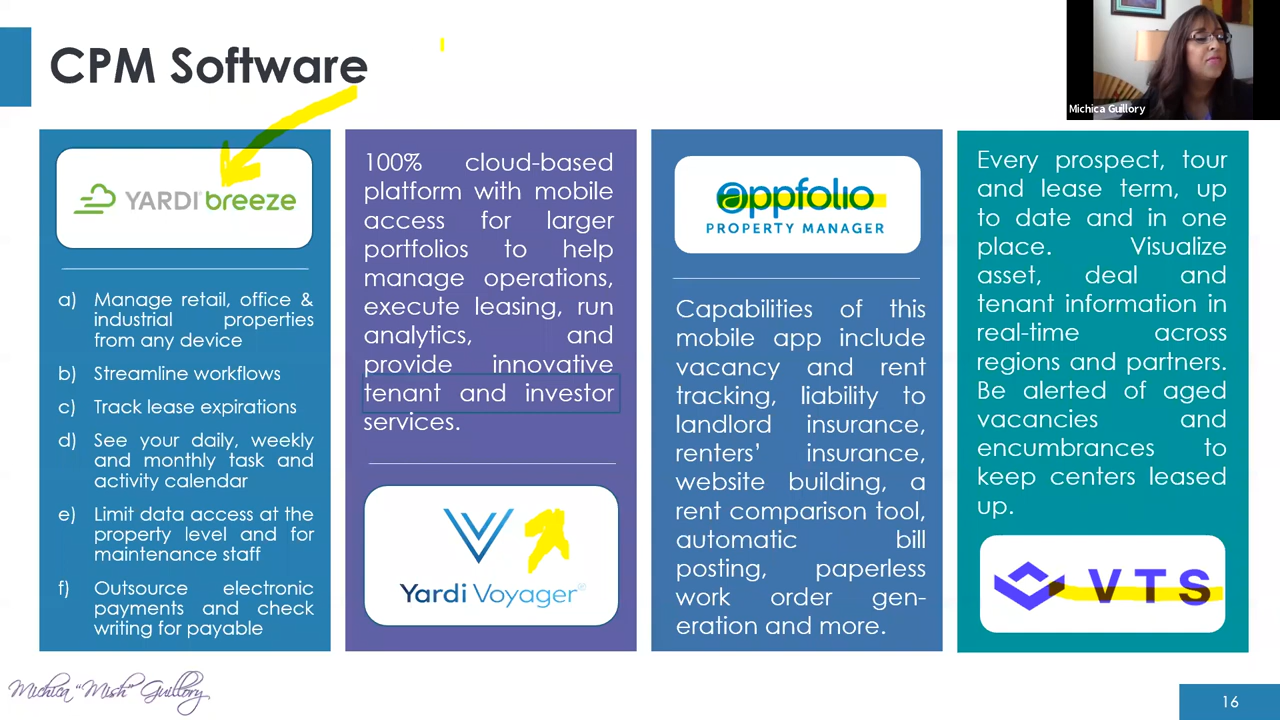 CPM Software
Michica Guillory
YARDI breeze
a) Manage retail, office &
industrial properties
from any device
b) Streamline workflows
c) Track lease expirations
d) See your daily, weekly
and monthly task and
activity calendar
e) Limit data access at the
property level and for
maintenance staff
f) Outsource electronic
payments and check
writing for payable
100% cloud-based
platform with mobile
access for larger
portfolios to help
manage operations,
execute leasing, run
analytics, and
provide innovative
tenant and investor
services.
Yardi Voyager
appfolio
PROPERTY MANAGER
Capabilities of this
mobile app include
vacancy and rent
tracking, liability to
landlord insurance,
renters' insurance,
website building, a
rent comparison tool,
automatic bill
posting, paperless
work order gen-
eration and more.
Every prospect, tour
and lease term, up
to date and in one
place. Visualize
asset, deal and
tenant information in
real-time across
regions and partners.
Be alerted of aged
vacancies and
encumbrances to
keep centers leased
up.
VTS
Michica "Mish" Guillory
16